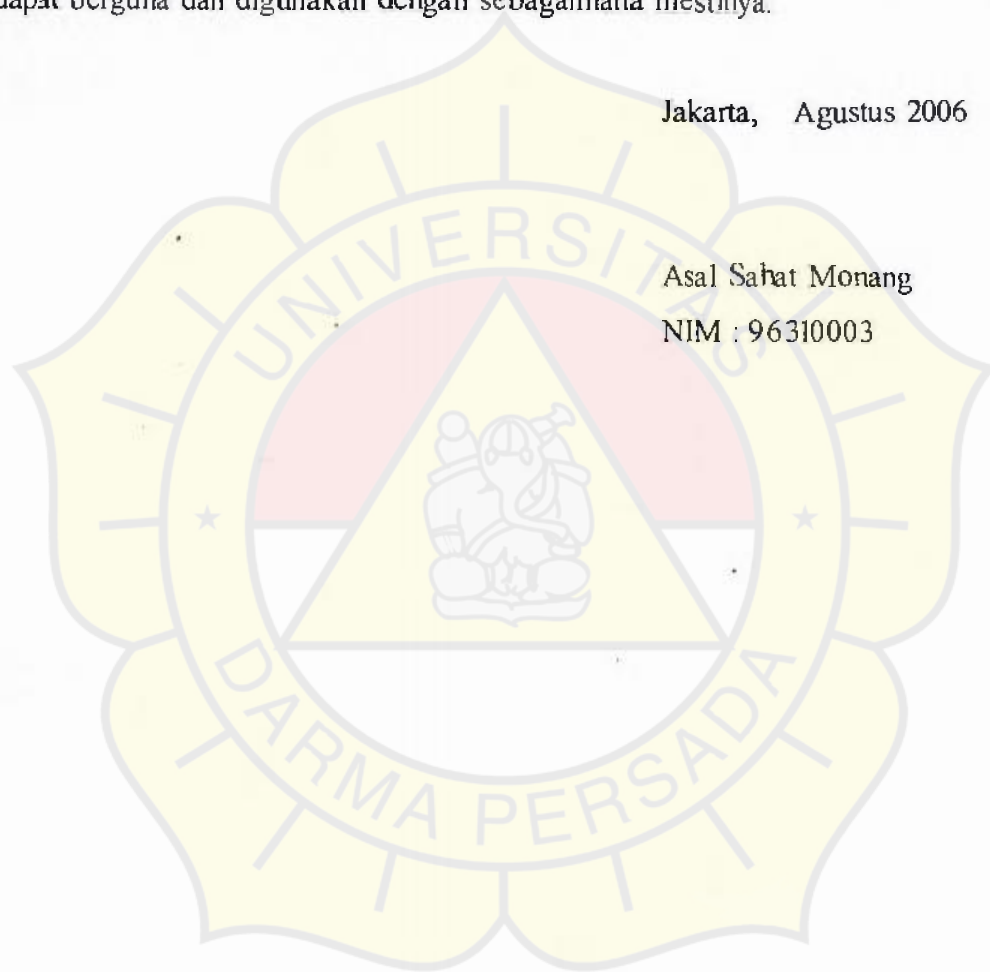 dapat berguna dan digunakan dengan sebagaimana mestinya.
Jakarta, Agustus 2006
Asal Sahat Monang
NIM : 96310003
UNIVERSITAS
DARMA PERSADA